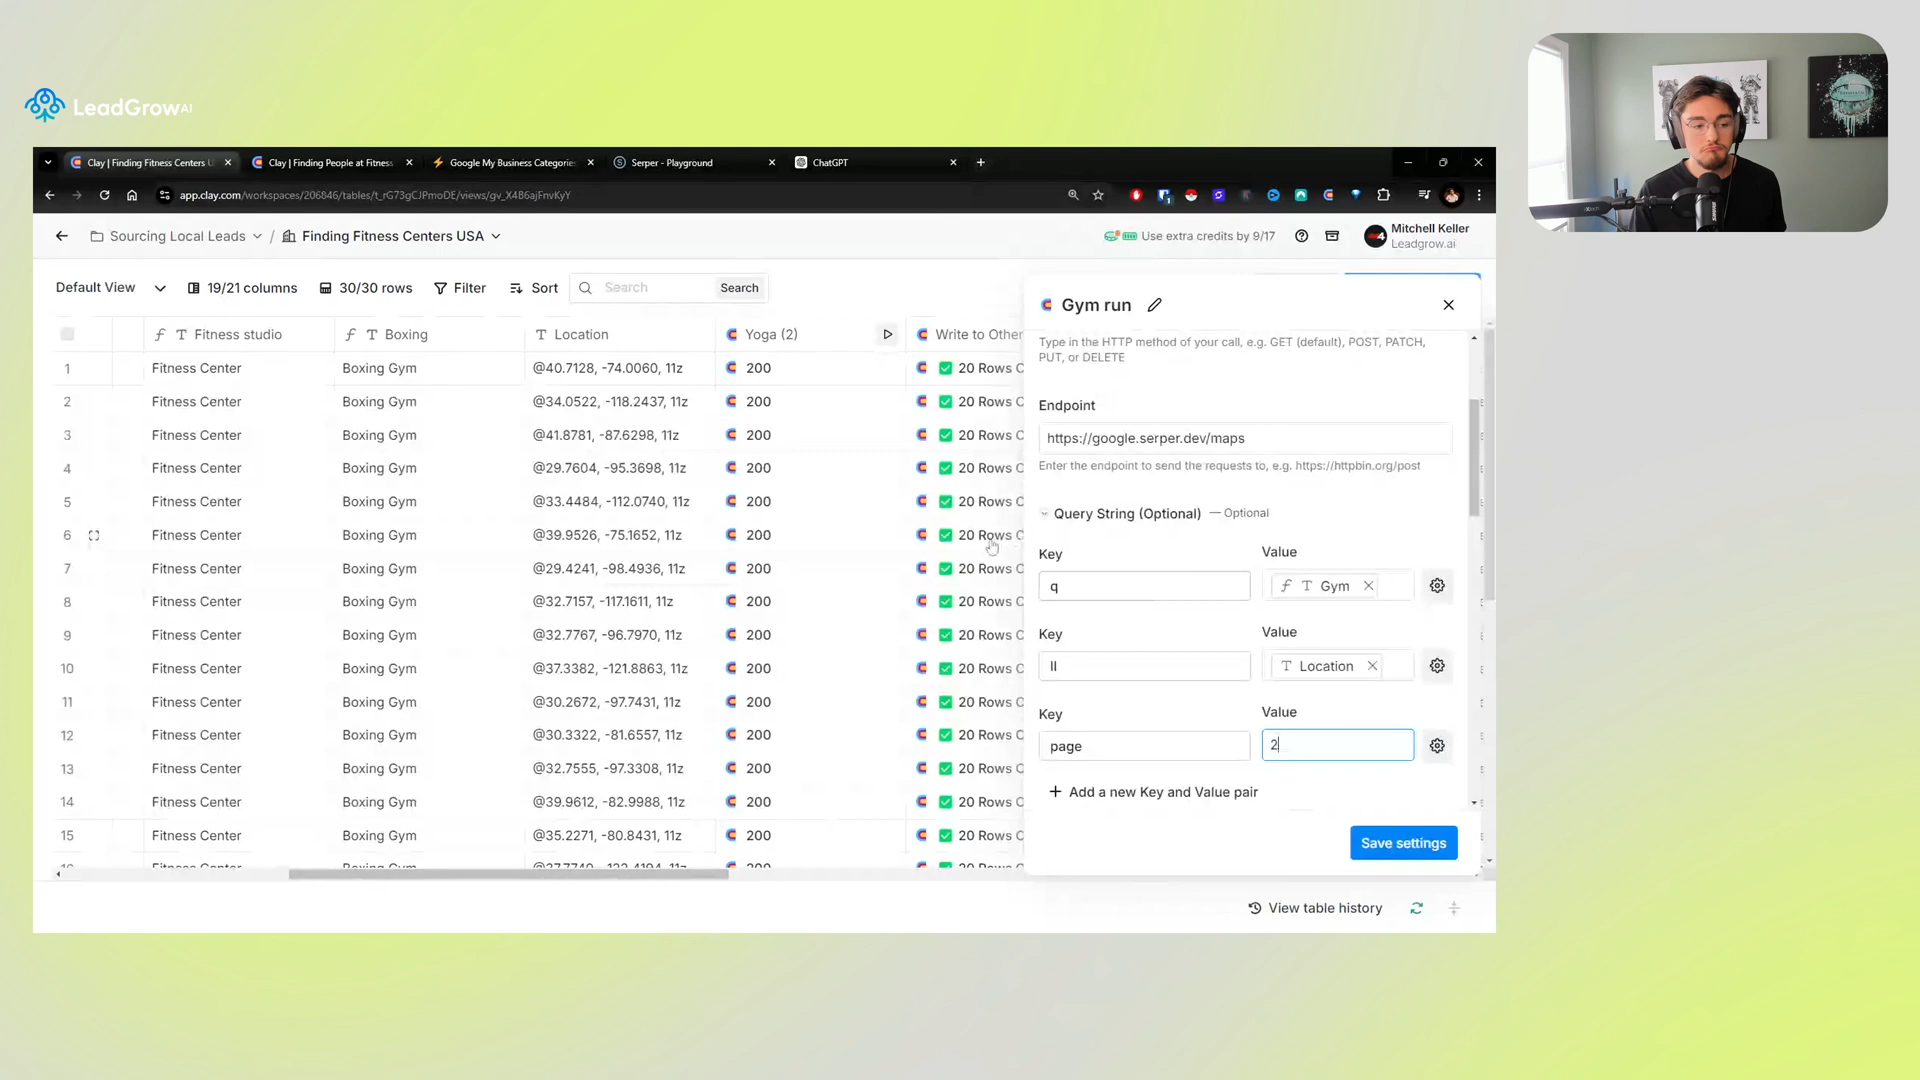 LeadGrow AI
Clay | Finding Fitness Centers U
Clay | Finding People at Fitness
Google My Business Categories
Serper - Playground
ChatGPT
app.clay.com/workspaces/206846/tables/t_rG73gCJPmoDE/views/gv_X4B6ajFnvKyY
Sourcing Local Leads / Finding Fitness Centers USA
Use extra credits by 9/17
Mitchell Keller
Leadgrow.ai
Default View
19/21 columns
30/30 rows
Filter
Sort
Search
Search
Fitness studio Boxing Location Yoga (2) Write to Other
1 Fitness Center Boxing Gym @40.7128, -74.0060, 11z 200 20 Rows C
2 Fitness Center Boxing Gym @34.0522, -118.2437, 11z 200 20 Rows C
3 Fitness Center Boxing Gym @41.8781, -87.6298, 11z 200 20 Rows C
4 Fitness Center Boxing Gym @29.7604, -95.3698, 11z 200 20 Rows C
5 Fitness Center Boxing Gym @33.4484, -112.0740, 11z 200 20 Rows C
6 Fitness Center Boxing Gym @39.9526, -75.1652, 11z 200 20 Rows C
7 Fitness Center Boxing Gym @29.4241, -98.4936, 11z 200 20 Rows C
8 Fitness Center Boxing Gym @32.7157, -117.1611, 11z 200 20 Rows C
9 Fitness Center Boxing Gym @32.7767, -96.7970, 11z 200 20 Rows C
10 Fitness Center Boxing Gym @37.3382, -121.8863, 11z 200 20 Rows C
11 Fitness Center Boxing Gym @30.2672, -97.7431, 11z 200 20 Rows C
12 Fitness Center Boxing Gym @30.3322, -81.6557, 11z 200 20 Rows C
13 Fitness Center Boxing Gym @32.7555, -97.3308, 11z 200 20 Rows C
14 Fitness Center Boxing Gym @39.9612, -82.9988, 11z 200 20 Rows C
15 Fitness Center Boxing Gym @35.2271, -80.8431, 11z 200 20 Rows C
Gym run
Type in the HTTP method of your call, e.g. GET (default), POST, PATCH,
PUT, or DELETE
Endpoint
https://google.serper.dev/maps
Enter the endpoint to send the requests to, e.g. https://httpbin.org/post
Query String (Optional) — Optional
Key Value
q Gym
Key Value
ll Location
Key Value
page 2
+ Add a new Key and Value pair
Save settings
View table history